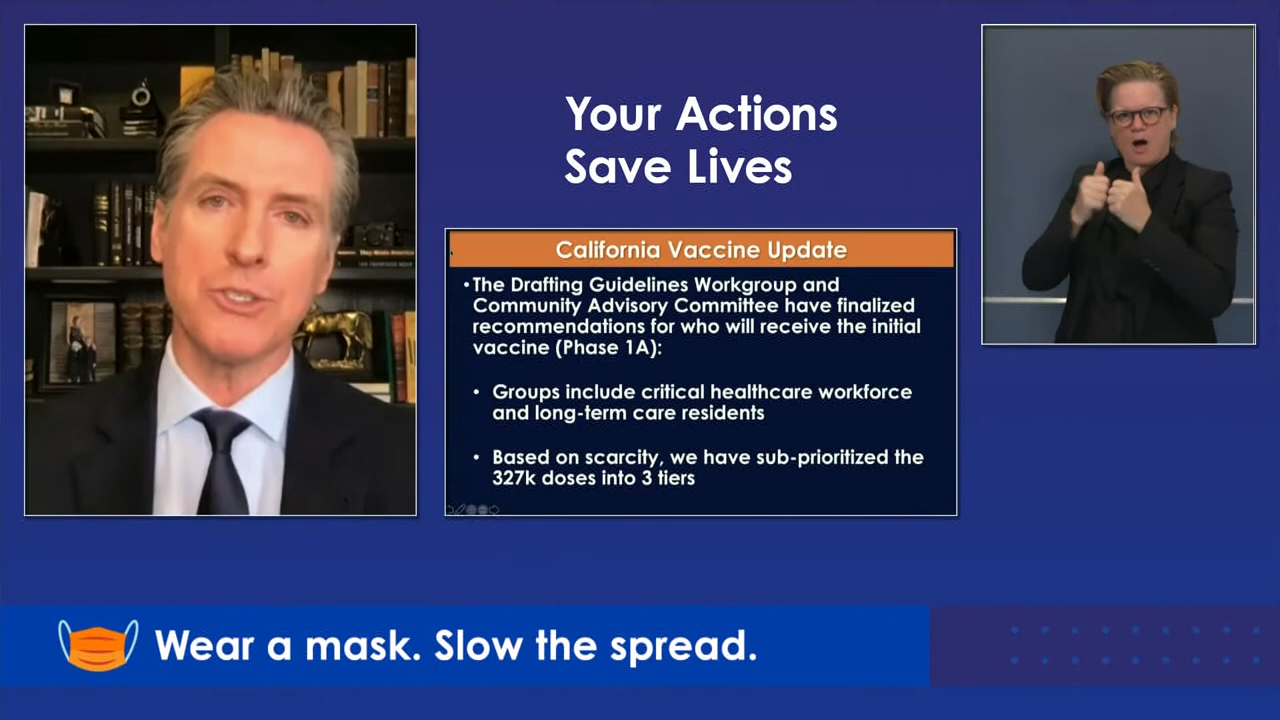 Your Actions
Save Lives
California Vaccine Update
• The Drafting Guidelines Workgroup and
Community Advisory Committee have finalized
recommendations for who will receive the initial
vaccine (Phase 1A):
• Groups include critical healthcare workforce
and long-term care residents
• Based on scarcity, we have sub-prioritized the
327k doses into 3 tiers
Wear a mask. Slow the spread.